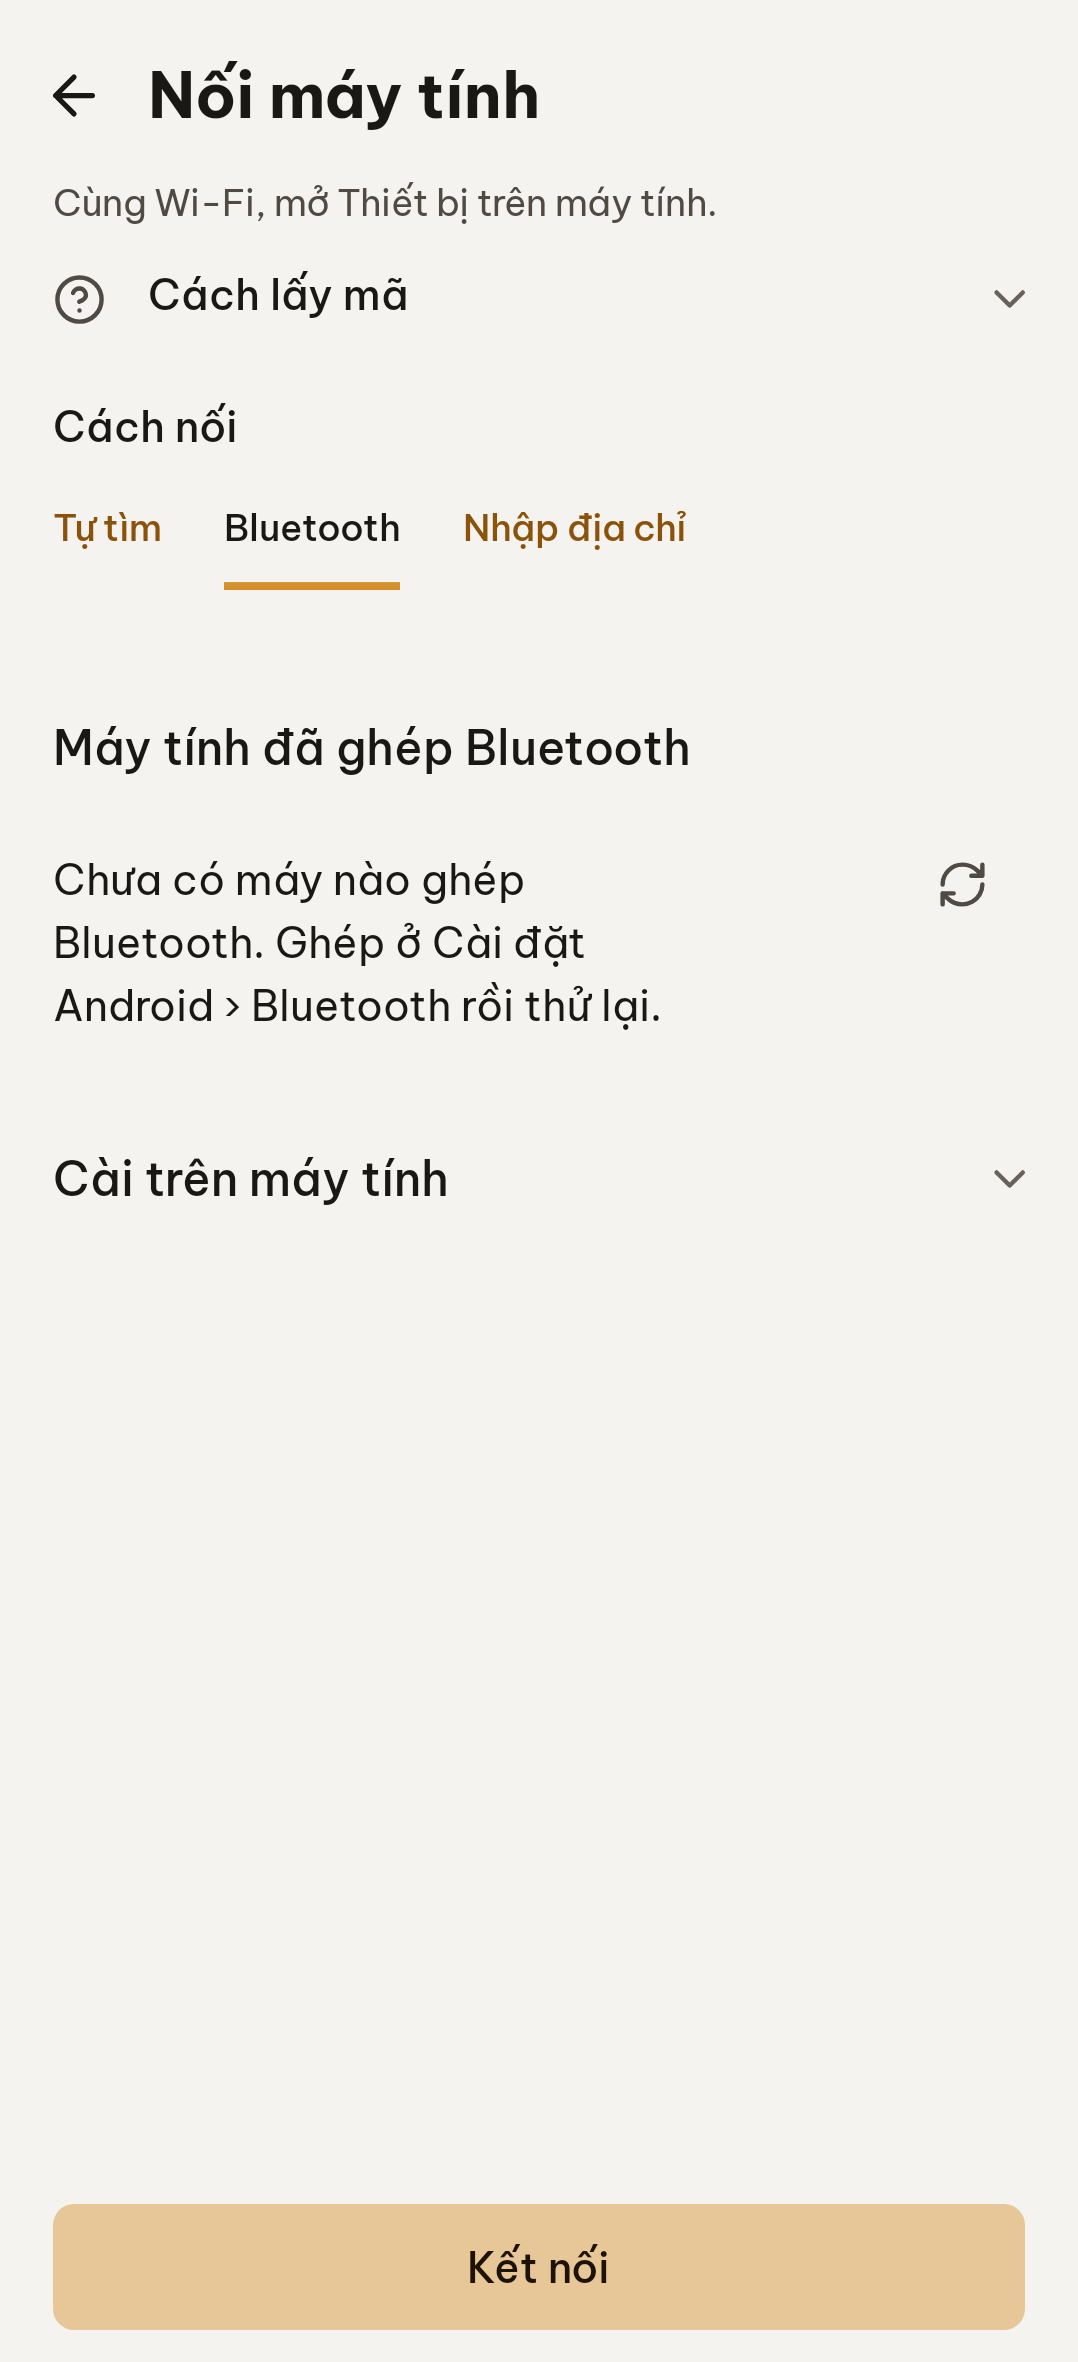 Nối máy tính
Cùng Wi-Fi, mở Thiết bị trên máy tính.
Cách lấy mã
Cách nối
Tự tìm
Bluetooth
Nhập địa chỉ
Máy tính đã ghép Bluetooth
Chưa có máy nào ghép
Bluetooth. Ghép ở Cài đặt
Android › Bluetooth rồi thử lại.
Cài trên máy tính
Kết nối